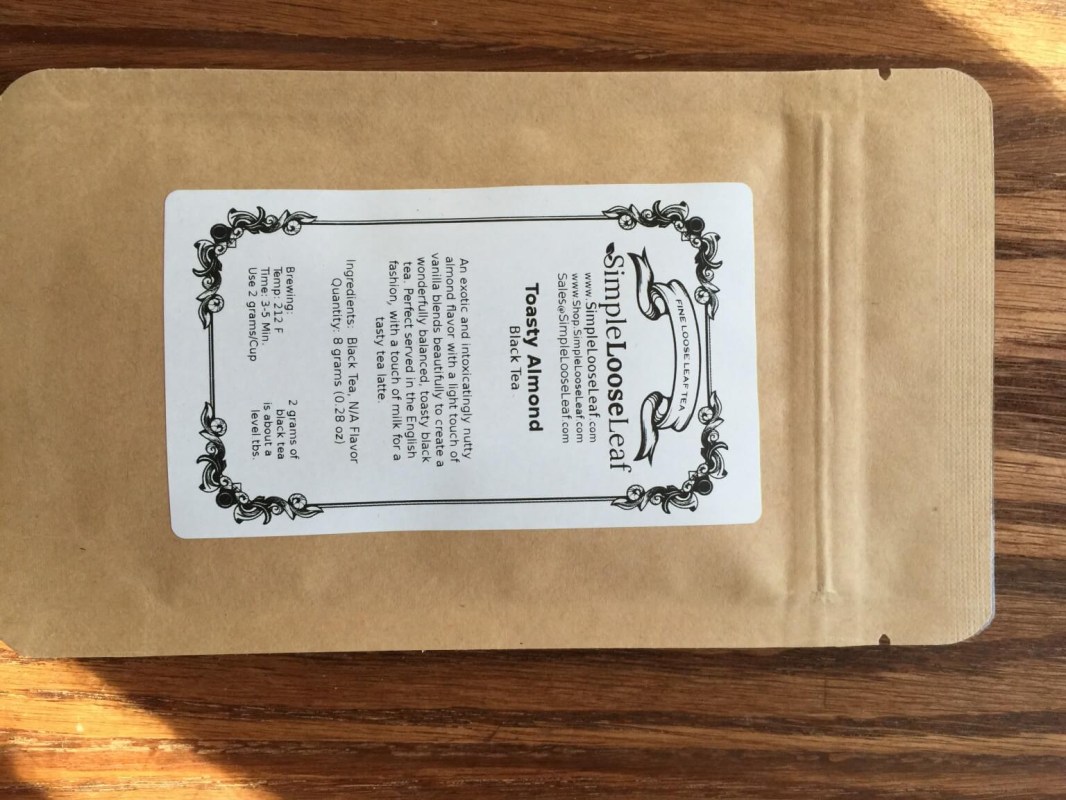 FINE LOOSE LEAF TEA
SimpleLooseLeaf
www.SimpleLooseLeaf.com
www.Shop.SimpleLooseLeaf.com
Sales@SimpleLooseLeaf.com
Toasty Almond
Black Tea
An exotic and intoxicatingly nutty
almond flavor with a light touch of
vanilla blends beautifully to create a
wonderfully balanced, toasty black
tea. Perfect served in the English
fashion, with a touch of milk for a
tasty tea latte.
Ingredients: Black Tea, N/A Flavor
Quantity: 8 grams (0.28 oz)
Brewing:
Temp: 212 F
Time: 3-5 Min.
Use 2 grams/Cup
2 grams of
black tea
is about a
level tbs.